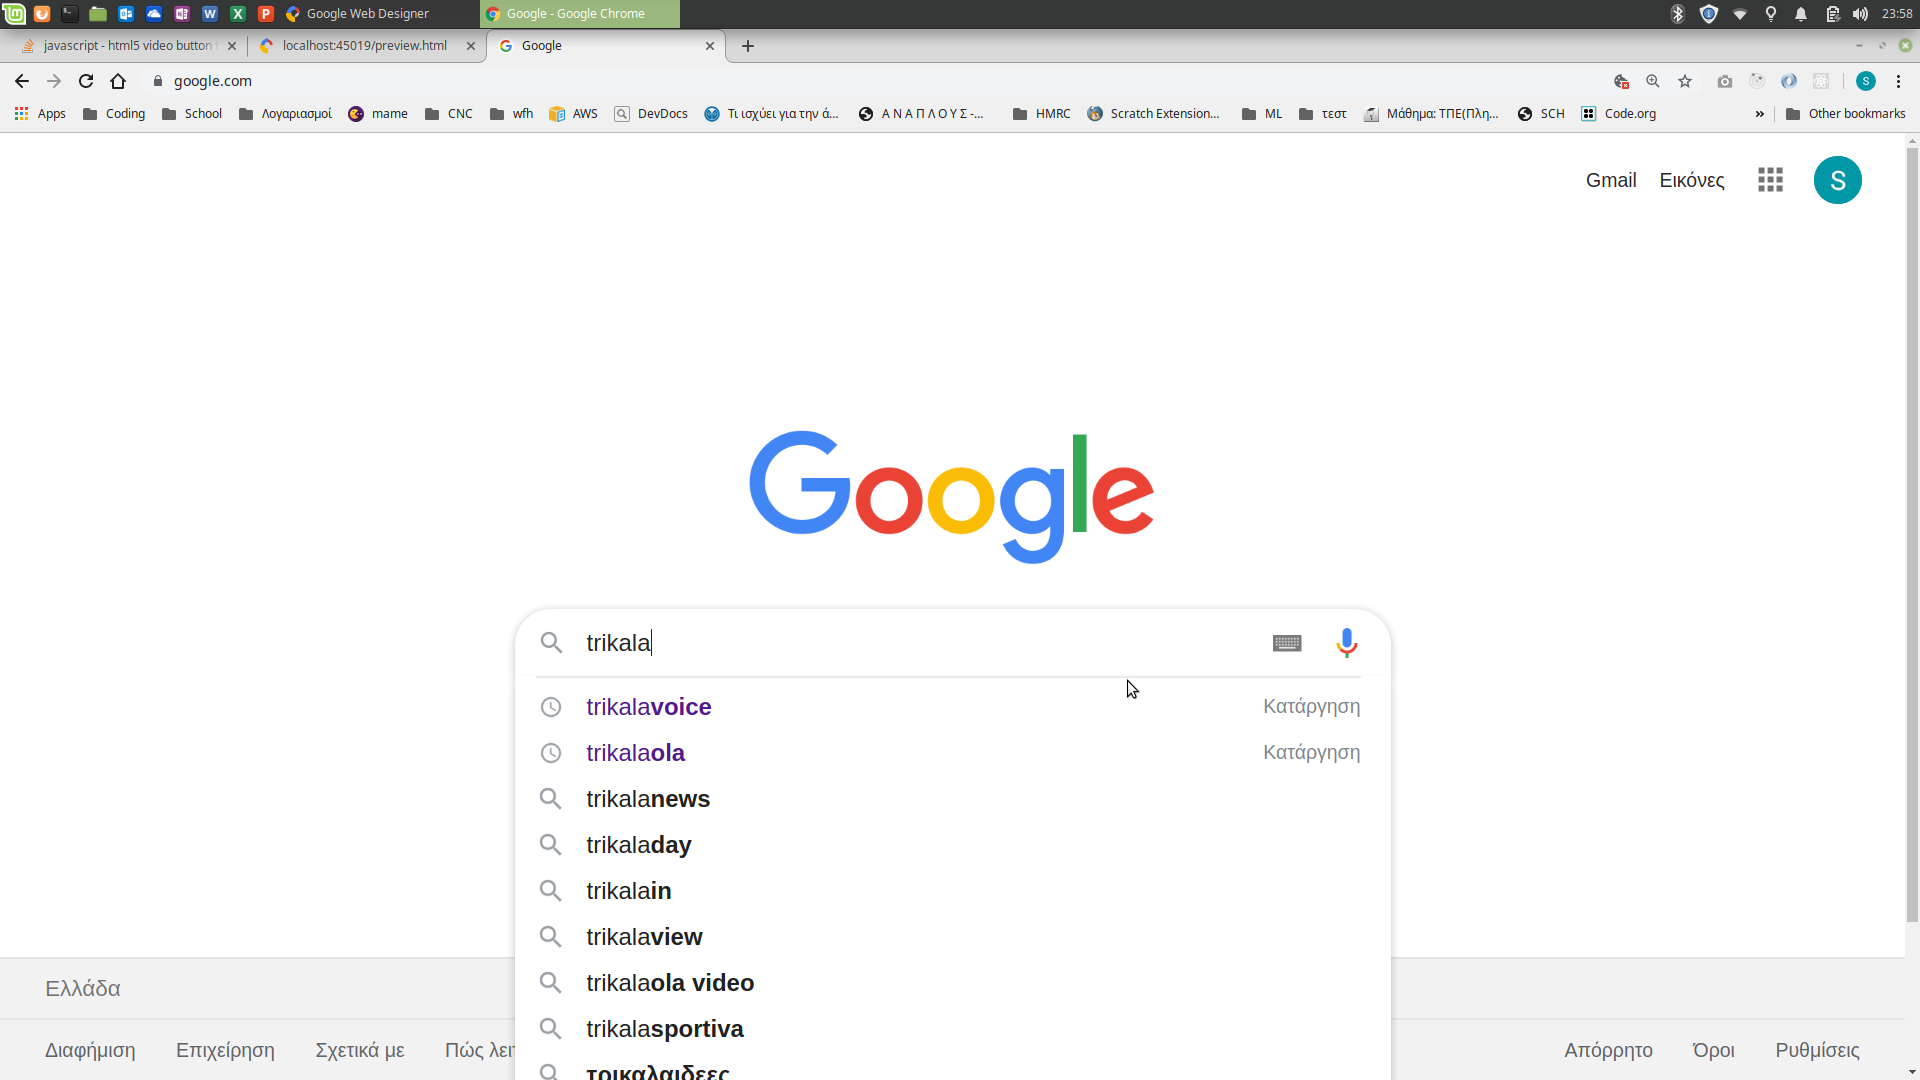 Google Web Designer
Google - Google Chrome
23:58
javascript - html5 video button
localhost:45019/preview.html
Google
google.com
S
Apps
Coding
School
Λογαριασμοί
mame
CNC
wfh
AWS
DevDocs
Τι ισχύει για την ά...
Α Ν Α Π Λ Ο Υ Σ -...
HMRC
Scratch Extension...
ML
τεστ
Μάθημα: ΤΠΕ(Πλη...
SCH
Code.org
»
Other bookmarks
Gmail
Εικόνες
S
Google
trikala
trikalavoice
Κατάργηση
trikalaola
Κατάργηση
trikalanews
trikaladay
trikalain
trikalaview
trikalaola video
trikalasportiva
τρικαλαιδεες
Ελλάδα
Διαφήμιση
Επιχείρηση
Σχετικά με
Πώς λει
Απόρρητο
Όροι
Ρυθμίσεις